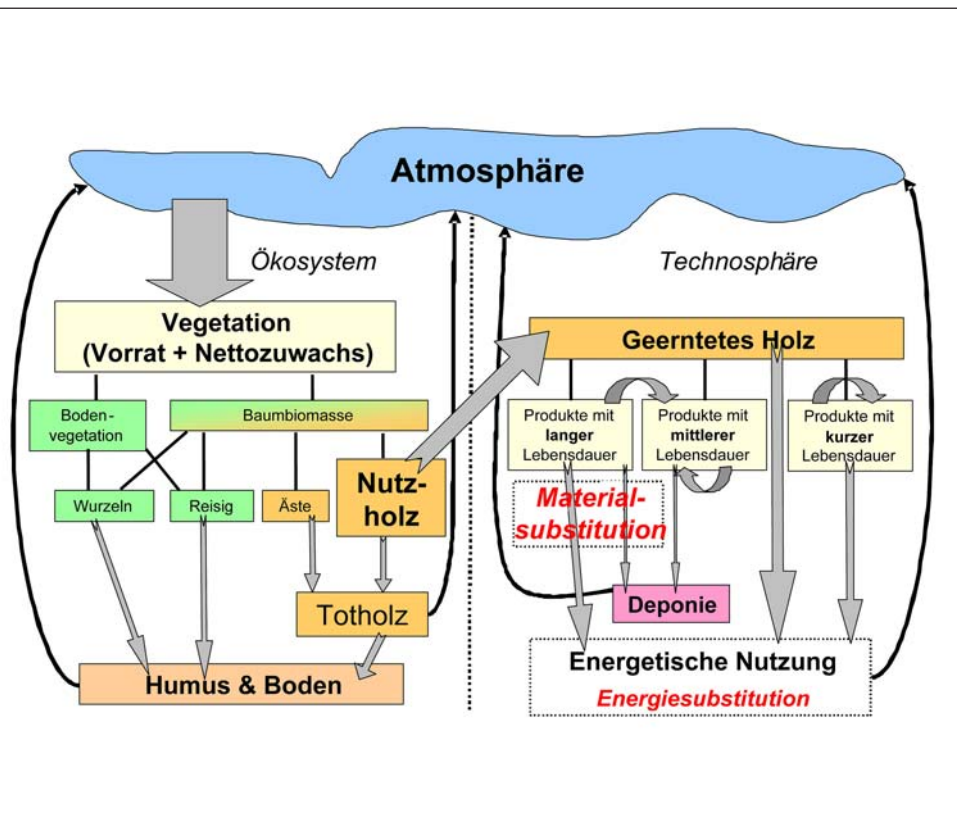 Atmosphäre
Ökosystem
Technosphäre
Vegetation
(Vorrat + Nettozuwachs)
Geerntetes Holz
Boden-
vegetation
Baumbiomasse
Produkte mit
langer
Lebensdauer
Produkte mit
mittlerer
Lebensdauer
Produkte mit
kurzer
Lebensdauer
Wurzeln
Reisig
Äste
Nutz-
holz
Material-
substitution
Totholz
Deponie
Humus & Boden
Energetische Nutzung
Energiesubstitution